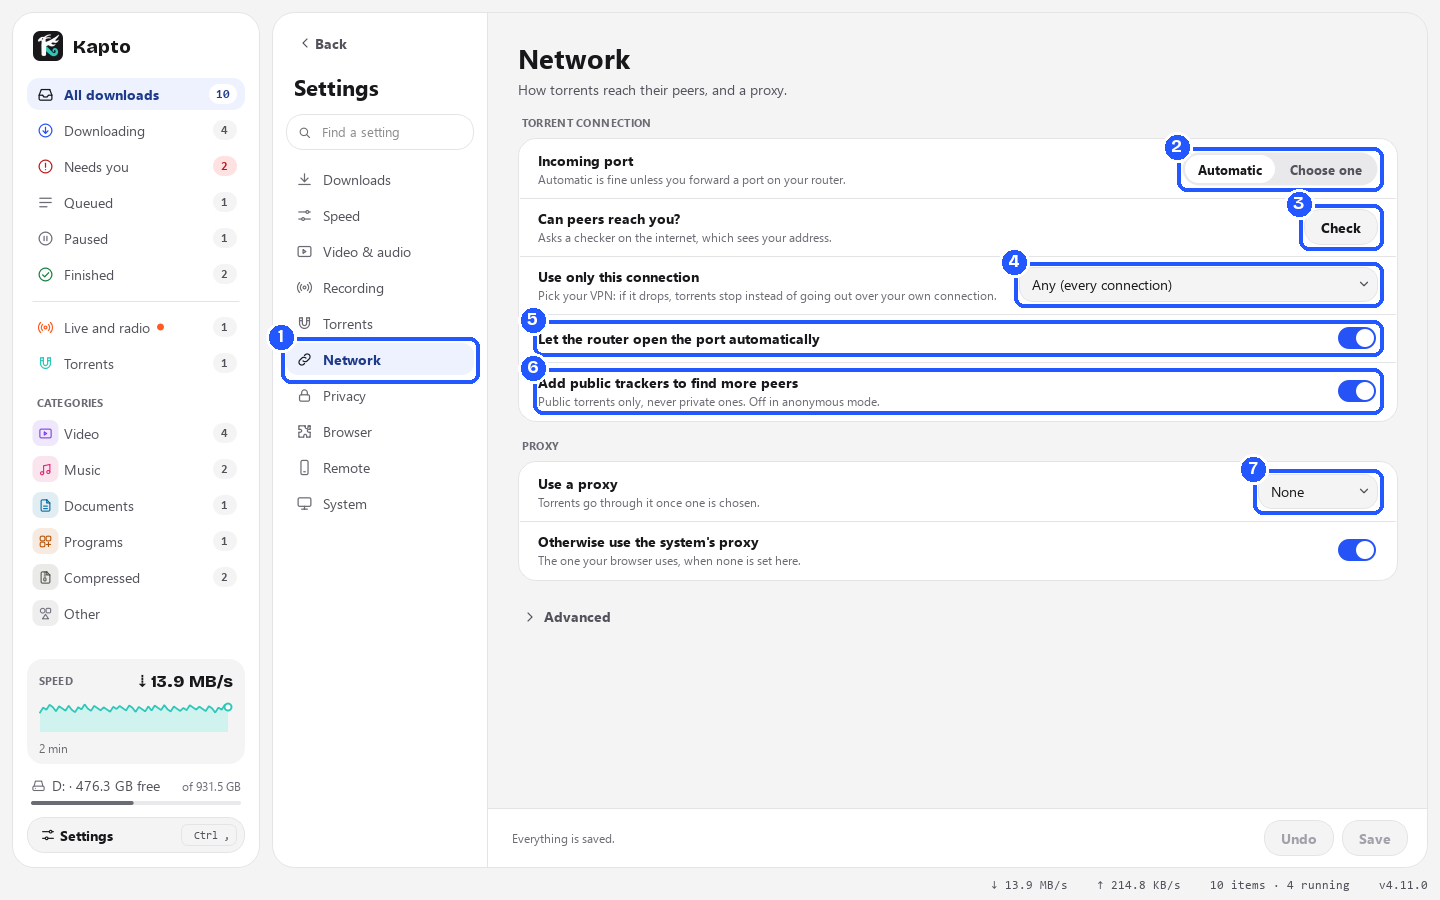 Kapto
All downloads 10
Downloading 4
Needs you 2
Queued 1
Paused 1
Finished 2
Live and radio 1
Torrents 1
CATEGORIES
Video 4
Music 2
Documents 1
Programs 1
Compressed 2
Other
SPEED ↓ 13.9 MB/s
2 min
D: · 476.3 GB free of 931.5 GB
Settings Ctrl ,
Back
Settings
Find a setting
Downloads
Speed
Video & audio
Recording
Torrents
1
Network
Privacy
Browser
Remote
System
Network
How torrents reach their peers, and a proxy.
TORRENT CONNECTION
2
Incoming port
Automatic is fine unless you forward a port on your router.
Automatic Choose one
3
Can peers reach you?
Asks a checker on the internet, which sees your address.
Check
4
Use only this connection
Pick your VPN: if it drops, torrents stop instead of going out over your own connection.
Any (every connection)
5
Let the router open the port automatically
6
Add public trackers to find more peers
Public torrents only, never private ones. Off in anonymous mode.
PROXY
7
Use a proxy
Torrents go through it once one is chosen.
None
Otherwise use the system's proxy
The one your browser uses, when none is set here.
Advanced
Everything is saved.
Undo Save
↓ 13.9 MB/s ↑ 214.8 KB/s 10 items · 4 running v4.11.0